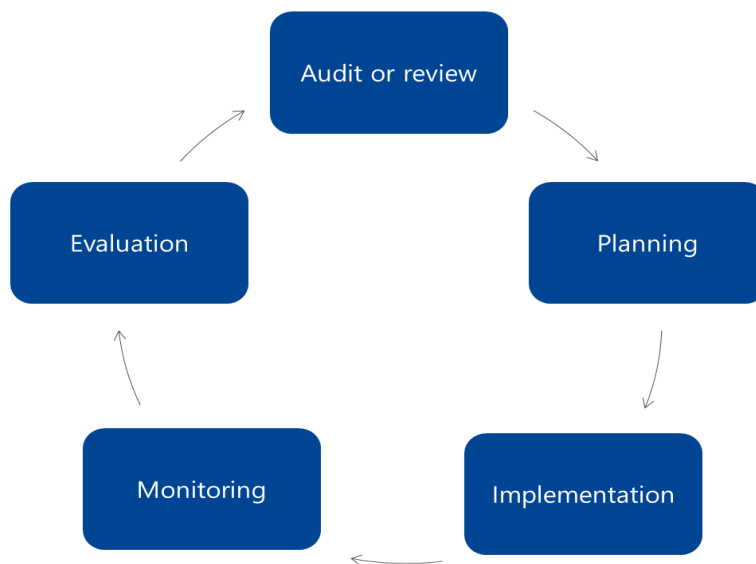 Audit or review
Planning
Implementation
Monitoring
Evaluation